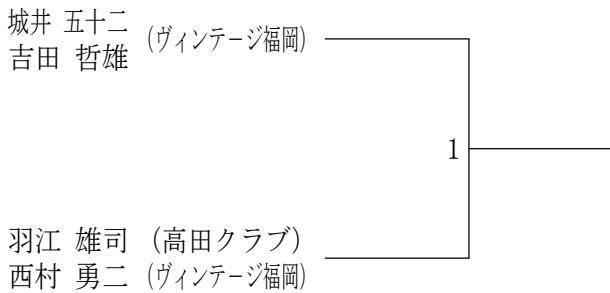 城井 五十二
吉田 哲雄 (ヴィンテージ福岡)
1
羽江 雄司 (高田クラブ)
西村 勇二 (ヴィンテージ福岡)